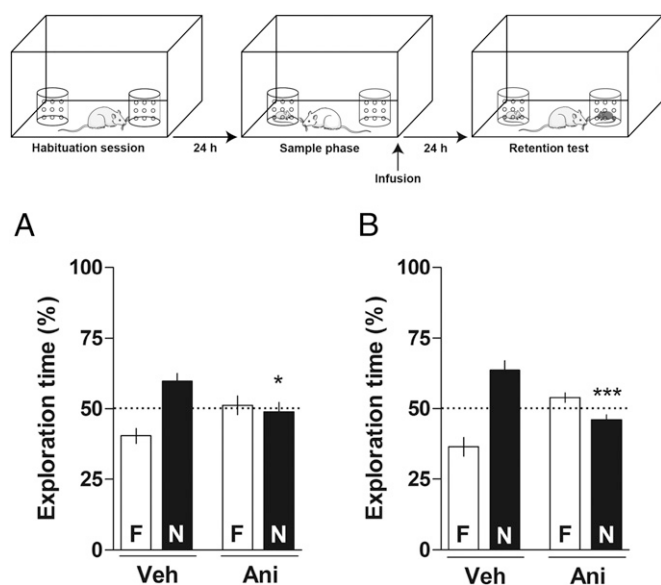 Habituation session
24 h
Sample phase
24 h
Retention test
Infusion
A
B
Exploration time (%)
100
75
50
25
0
*
F
N
F
N
Veh
Ani
Exploration time (%)
100
75
50
25
0
***
F
N
F
N
Veh
Ani